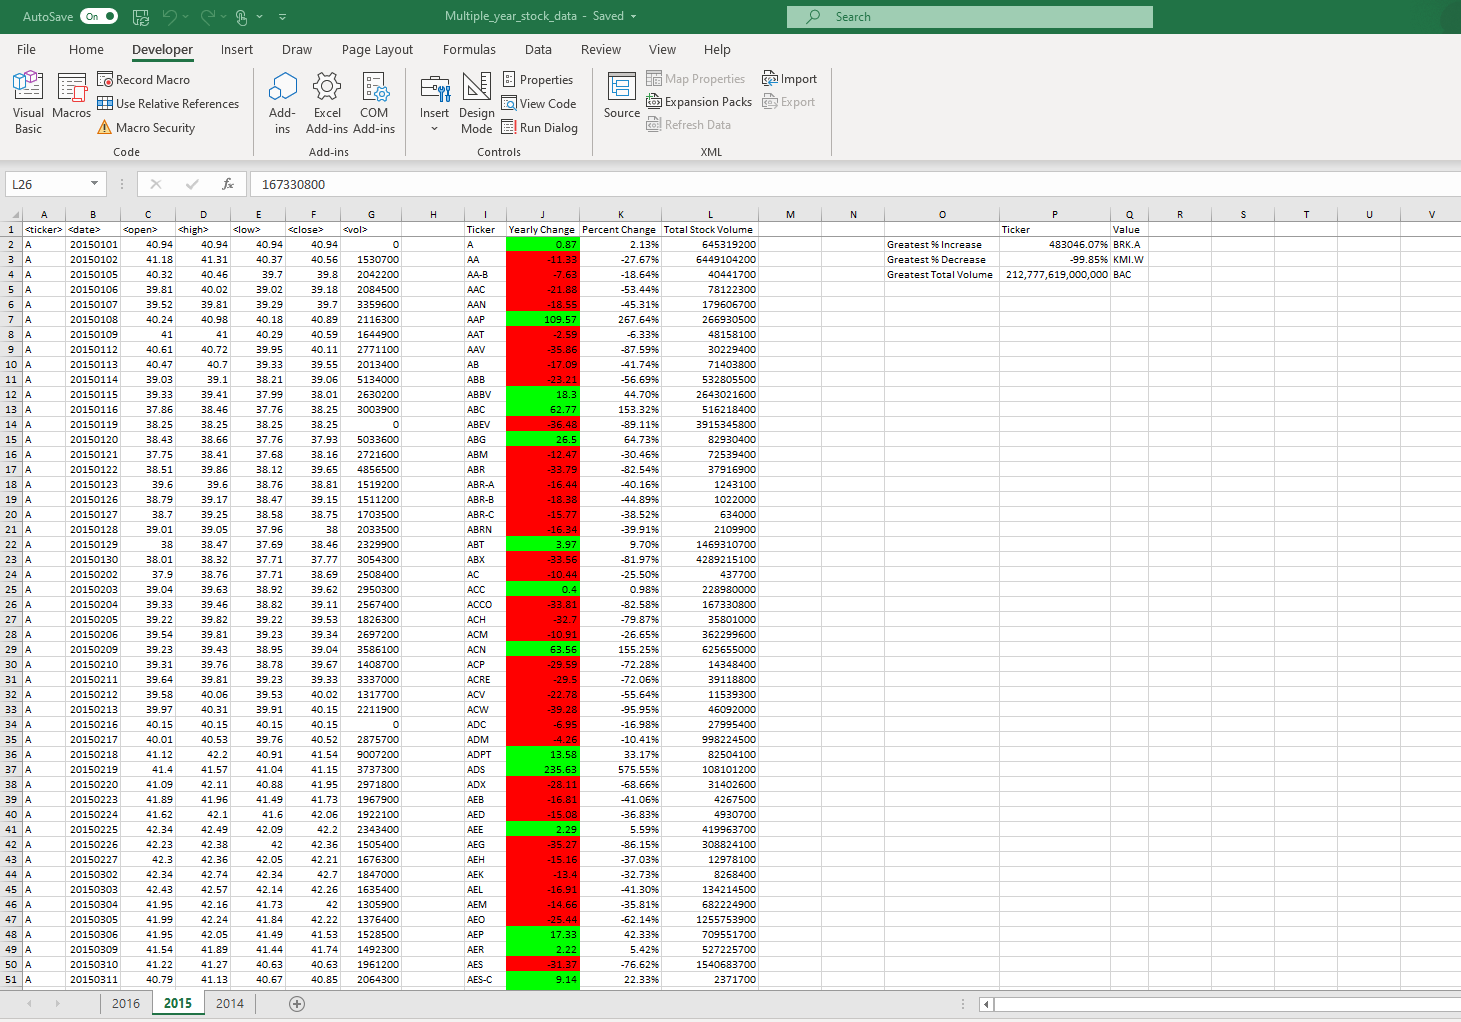 AutoSave On Multiple_year_stock_data - Saved Search
File Home Developer Insert Draw Page Layout Formulas Data Review View Help
Visual Basic
Macros
Record Macro
Use Relative References
Macro Security
Code
Add-ins
Excel Add-ins
COM Add-ins
Add-ins
Insert
Design Mode
Properties
View Code
Run Dialog
Controls
Source
Map Properties
Expansion Packs
Refresh Data
Import
Export
XML
L26 fx 167330800
A B C D E F G H I J K L M N O P Q R S T U V
1 <ticker> <date> <open> <high> <low> <close> <vol> Ticker Yearly Change Percent Change Total Stock Volume Ticker Value
2 A 20150101 40.94 40.94 40.94 40.94 0 A 0.87 2.13% 645319200 Greatest % Increase 483046.07% BRK.A
3 A 20150102 41.18 41.31 40.37 40.56 1530700 AA -11.33 -27.67% 6449104200 Greatest % Decrease -99.85% KMI.W
4 A 20150105 40.32 40.46 39.7 39.8 2042200 AA-B -7.63 -18.64% 40441700 Greatest Total Volume 212,777,619,000,000 BAC
5 A 20150106 39.81 40.02 39.02 39.18 2084500 AAC -21.88 -53.44% 78122300
6 A 20150107 39.52 39.81 39.29 39.7 3359600 AAN -18.55 -45.31% 179606700
7 A 20150108 40.24 40.98 40.18 40.89 2116300 AAP 109.57 267.64% 266930500
8 A 20150109 41 41 40.29 40.59 1644900 AAT -2.59 -6.33% 48158100
9 A 20150112 40.61 40.72 39.95 40.11 2771100 AAV -35.86 -87.59% 30229400
10 A 20150113 40.47 40.7 39.33 39.55 2013400 AB -17.09 -41.74% 71403800
11 A 20150114 39.03 39.1 38.21 39.06 5134000 ABB -23.21 -56.69% 532805500
12 A 20150115 39.33 39.41 37.99 38.01 2630200 ABBV 18.3 44.70% 2643021600
13 A 20150116 37.86 38.46 37.76 38.25 3003900 ABC 62.77 153.32% 516218400
14 A 20150119 38.25 38.25 38.25 38.25 0 ABEV -36.48 -89.11% 3915345800
15 A 20150120 38.43 38.66 37.76 37.93 5033600 ABG 26.5 64.73% 82930400
16 A 20150121 37.75 38.41 37.68 38.16 2721600 ABM -12.47 -30.46% 72539400
17 A 20150122 38.51 39.86 38.12 39.65 4856500 ABR -33.79 -82.54% 37916900
18 A 20150123 39.6 39.6 38.76 38.81 1519200 ABR-A -16.44 -40.16% 1243100
19 A 20150126 38.79 39.17 38.47 39.15 1511200 ABR-B -18.38 -44.89% 1022000
20 A 20150127 38.7 39.25 38.58 38.75 1703500 ABR-C -15.77 -38.52% 634000
21 A 20150128 39.01 39.05 37.96 38 2033500 ABRN -16.34 -39.91% 2109900
22 A 20150129 38 38.47 37.69 38.46 2329900 ABT 3.97 9.70% 1469310700
23 A 20150130 38.01 38.32 37.71 37.77 3054300 ABX -33.56 -81.97% 4289215100
24 A 20150202 37.9 38.76 37.71 38.69 2508400 AC -10.44 -25.50% 437700
25 A 20150203 39.04 39.63 38.92 39.62 2950300 ACC 0.4 0.98% 228980000
26 A 20150204 39.33 39.46 38.82 39.11 2567400 ACCO -33.81 -82.58% 167330800
27 A 20150205 39.22 39.82 39.22 39.53 1826300 ACH -32.7 -79.87% 35801000
28 A 20150206 39.54 39.81 39.23 39.34 2697200 ACM -10.91 -26.65% 362299600
29 A 20150209 39.23 39.43 38.95 39.04 3586100 ACN 63.56 155.25% 625655000
30 A 20150210 39.31 39.76 38.78 39.67 1408700 ACP -29.59 -72.28% 14348400
31 A 20150211 39.64 39.81 39.23 39.33 3337000 ACRE -29.5 -72.06% 39118800
32 A 20150212 39.58 40.06 39.53 40.02 1317700 ACV -22.78 -55.64% 11539300
33 A 20150213 39.97 40.31 39.91 40.15 2211900 ACW -39.28 -95.95% 46092000
34 A 20150216 40.15 40.15 40.15 40.15 0 ADC -6.95 -16.98% 27995400
35 A 20150217 40.01 40.53 39.76 40.52 2875700 ADM -4.26 -10.41% 998224500
36 A 20150218 41.12 42.2 40.91 41.54 9007200 ADPT 13.58 33.17% 82504100
37 A 20150219 41.4 41.57 41.04 41.15 3737300 ADS 235.63 575.55% 108101200
38 A 20150220 41.09 42.11 40.88 41.95 2971800 ADX -28.11 -68.66% 31402600
39 A 20150223 41.89 41.96 41.49 41.73 1967900 AEB -16.81 -41.06% 4267500
40 A 20150224 41.62 42.1 41.6 42.06 1922100 AED -15.08 -36.83% 4930700
41 A 20150225 42.34 42.49 42.09 42.2 2343400 AEE 2.29 5.59% 419963700
42 A 20150226 42.23 42.38 42 42.36 1505400 AEG -35.27 -86.15% 308824100
43 A 20150227 42.3 42.36 42.05 42.21 1676300 AEH -15.16 -37.03% 12978100
44 A 20150302 42.34 42.74 42.34 42.7 1847000 AEK -13.4 -32.73% 8268400
45 A 20150303 42.43 42.57 42.14 42.26 1635400 AEL -16.91 -41.30% 134214500
46 A 20150304 41.95 42.16 41.73 42 1305900 AEM -14.66 -35.81% 682224900
47 A 20150305 41.99 42.24 41.84 42.22 1376400 AEO -25.44 -62.14% 1255753900
48 A 20150306 41.95 42.05 41.49 41.53 1528500 AEP 17.33 42.33% 709551700
49 A 20150309 41.54 41.89 41.44 41.74 1492300 AER 2.22 5.42% 527225700
50 A 20150310 41.22 41.27 40.63 40.63 1961200 AES -31.37 -76.62% 1540683700
51 A 20150311 40.79 41.13 40.67 40.85 2064300 AES-C 9.14 22.33% 2371700
2016 2015 2014